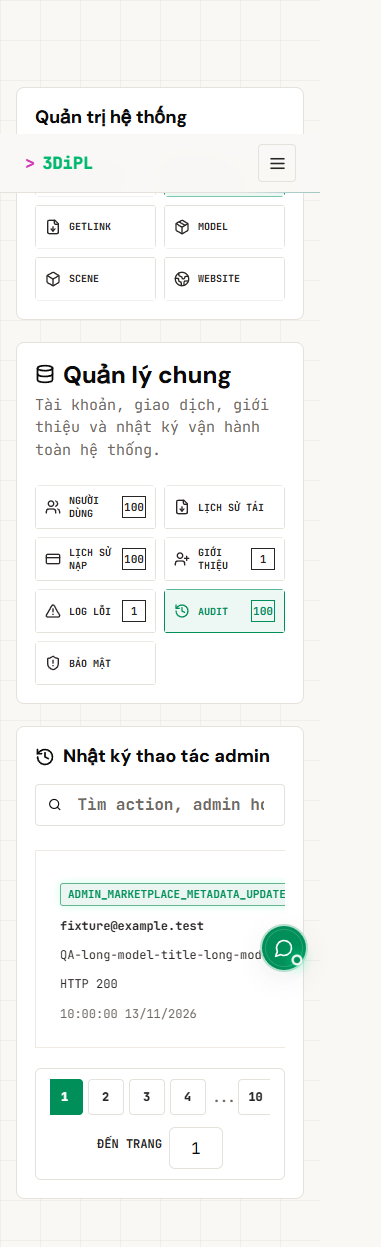 Quản trị hệ thống
> 3DiPL
GETLINK
MODEL
SCENE
WEBSITE
Quản lý chung
Tài khoản, giao dịch, giới
thiệu và nhật ký vận hành
toàn hệ thống.
NGƯỜI
DÙNG
100
LỊCH SỬ TẢI
LỊCH SỬ
NẠP
100
GIỚI
THIỆU
1
LOG LỖI
1
AUDIT
100
BẢO MẬT
Nhật ký thao tác admin
Tìm action, admin hoặ
ADMIN_MARKETPLACE_METADATA_UPDATE
fixture@example.test
QA-long-model-title-long-mod
HTTP 200
10:00:00 13/11/2026
1
2
3
4
...
10
ĐẾN TRANG
1